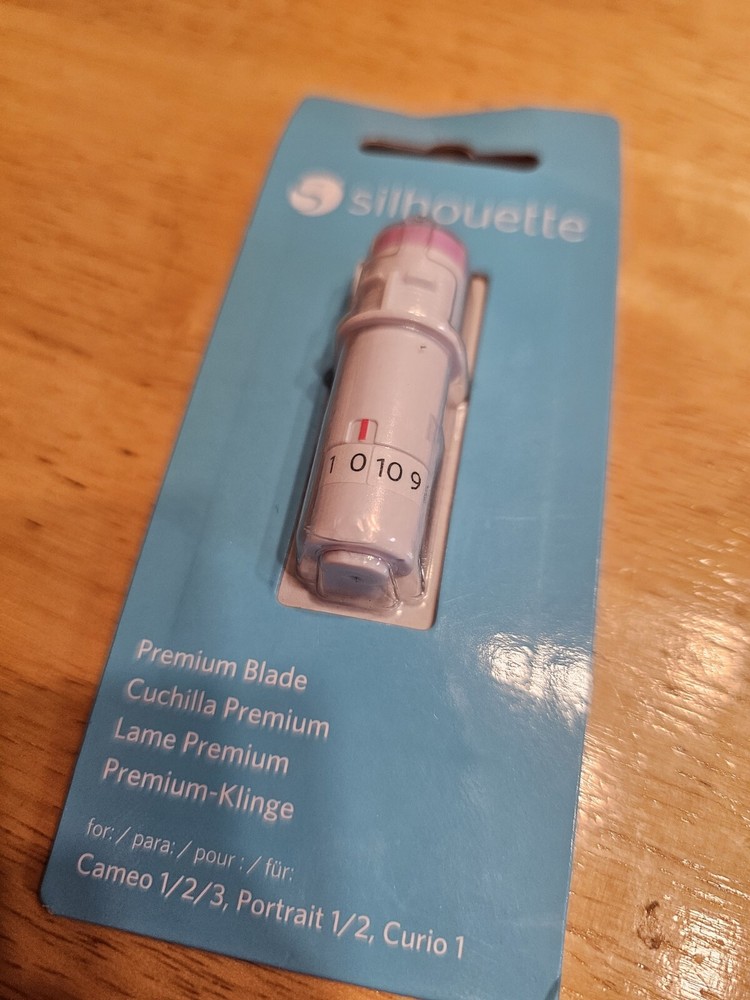 silhouette
1 0 10 9
Premium Blade
Cuchilla Premium
Lame Premium
Premium-Klinge
for: / para: / pour : / für:
Cameo 1/2/3, Portrait 1/2, Curio 1